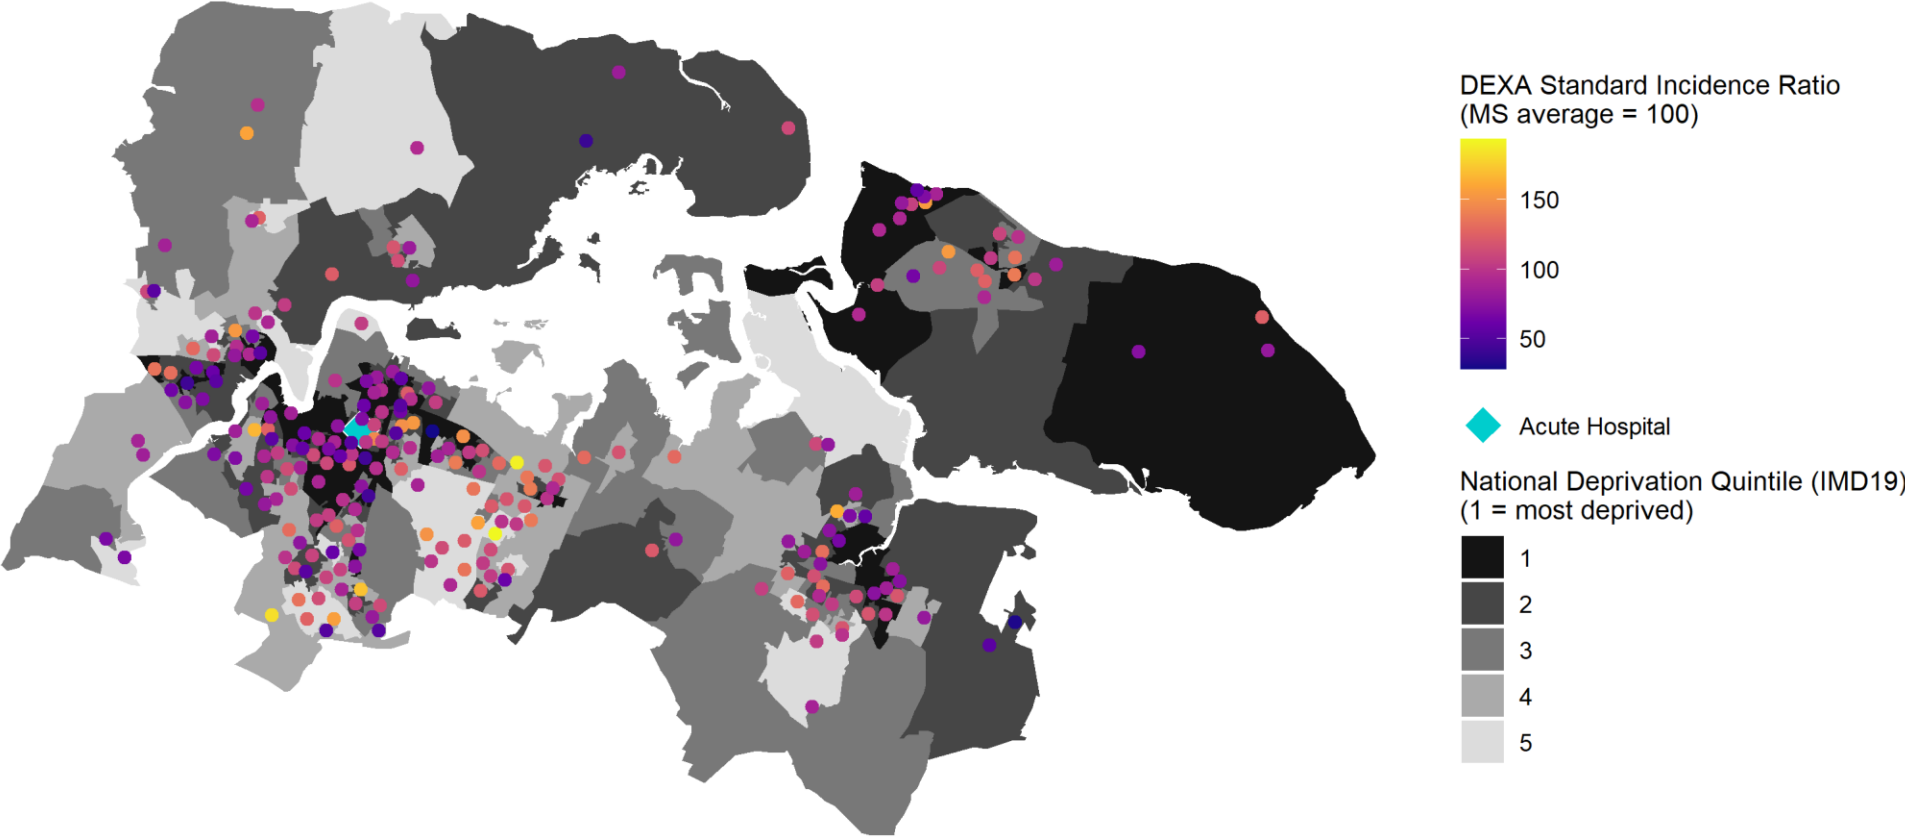 DEXA Standard Incidence Ratio
(MS average = 100)
150
100
50
Acute Hospital
National Deprivation Quintile (IMD19)
(1 = most deprived)
1
2
3
4
5